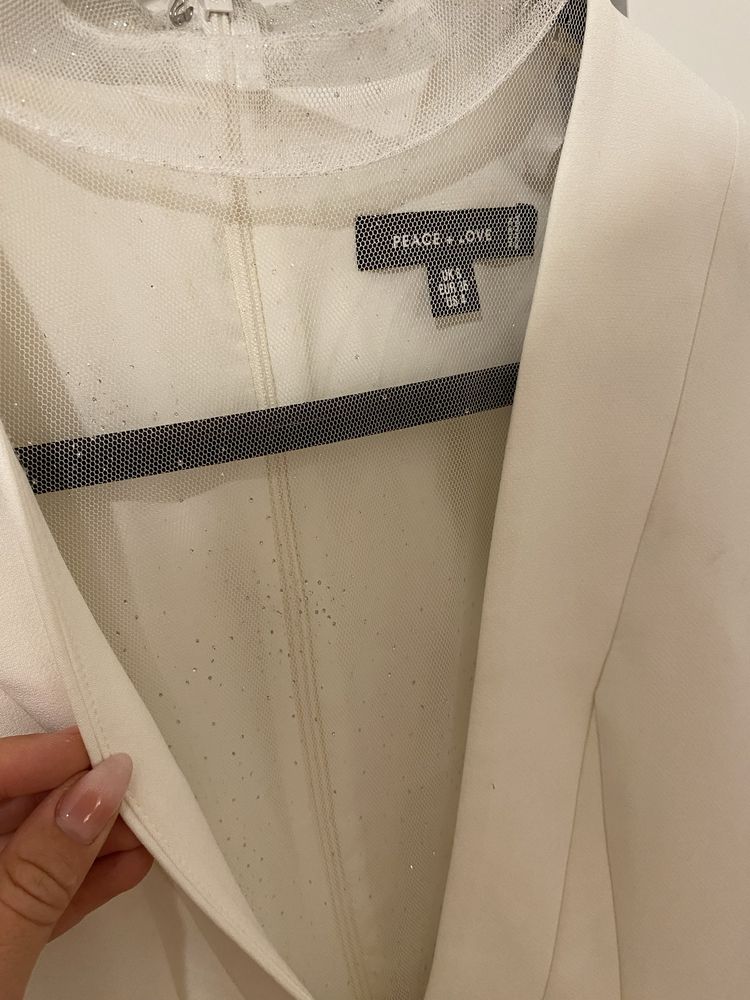 PEACE + LOVE
UK 8
EUR 36
US 4